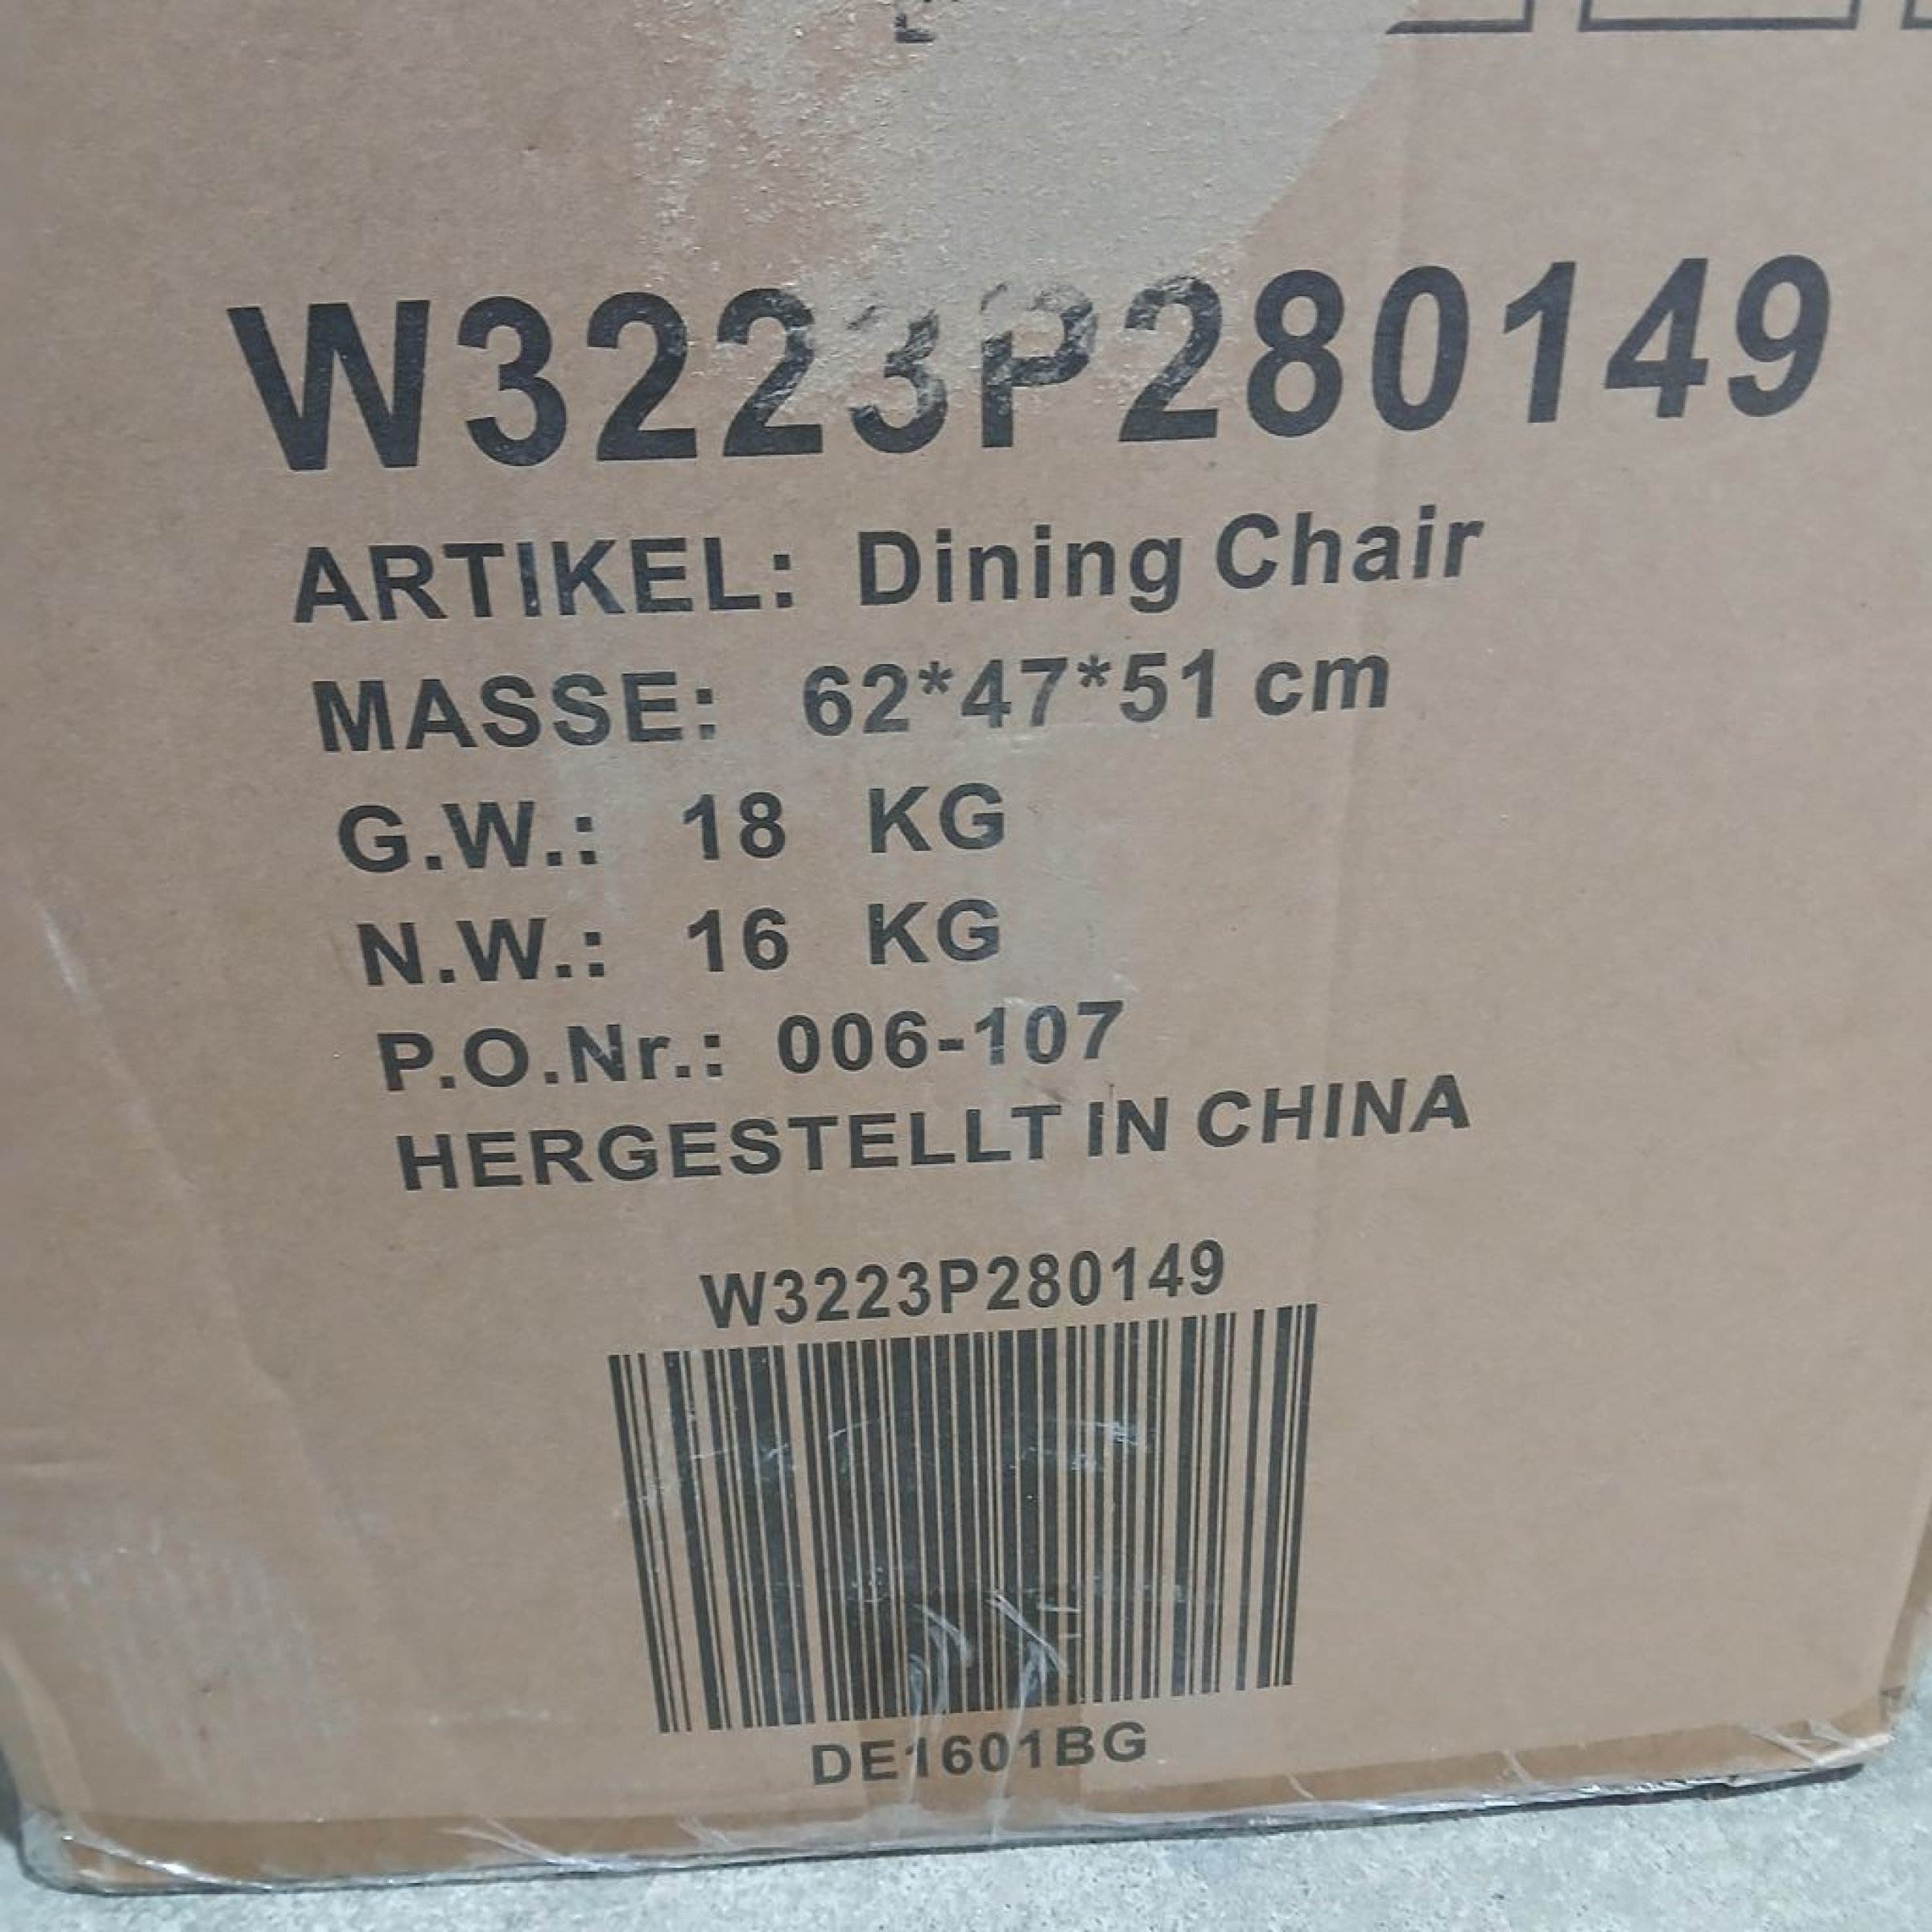 W3223P280149
ARTIKEL: Dining Chair
MASSE: 62*47*51 cm
G.W.: 18 KG
N.W.: 16 KG
P.O.Nr.: 006-107
HERGESTELLT IN CHINA
W3223P280149
DE1601BG